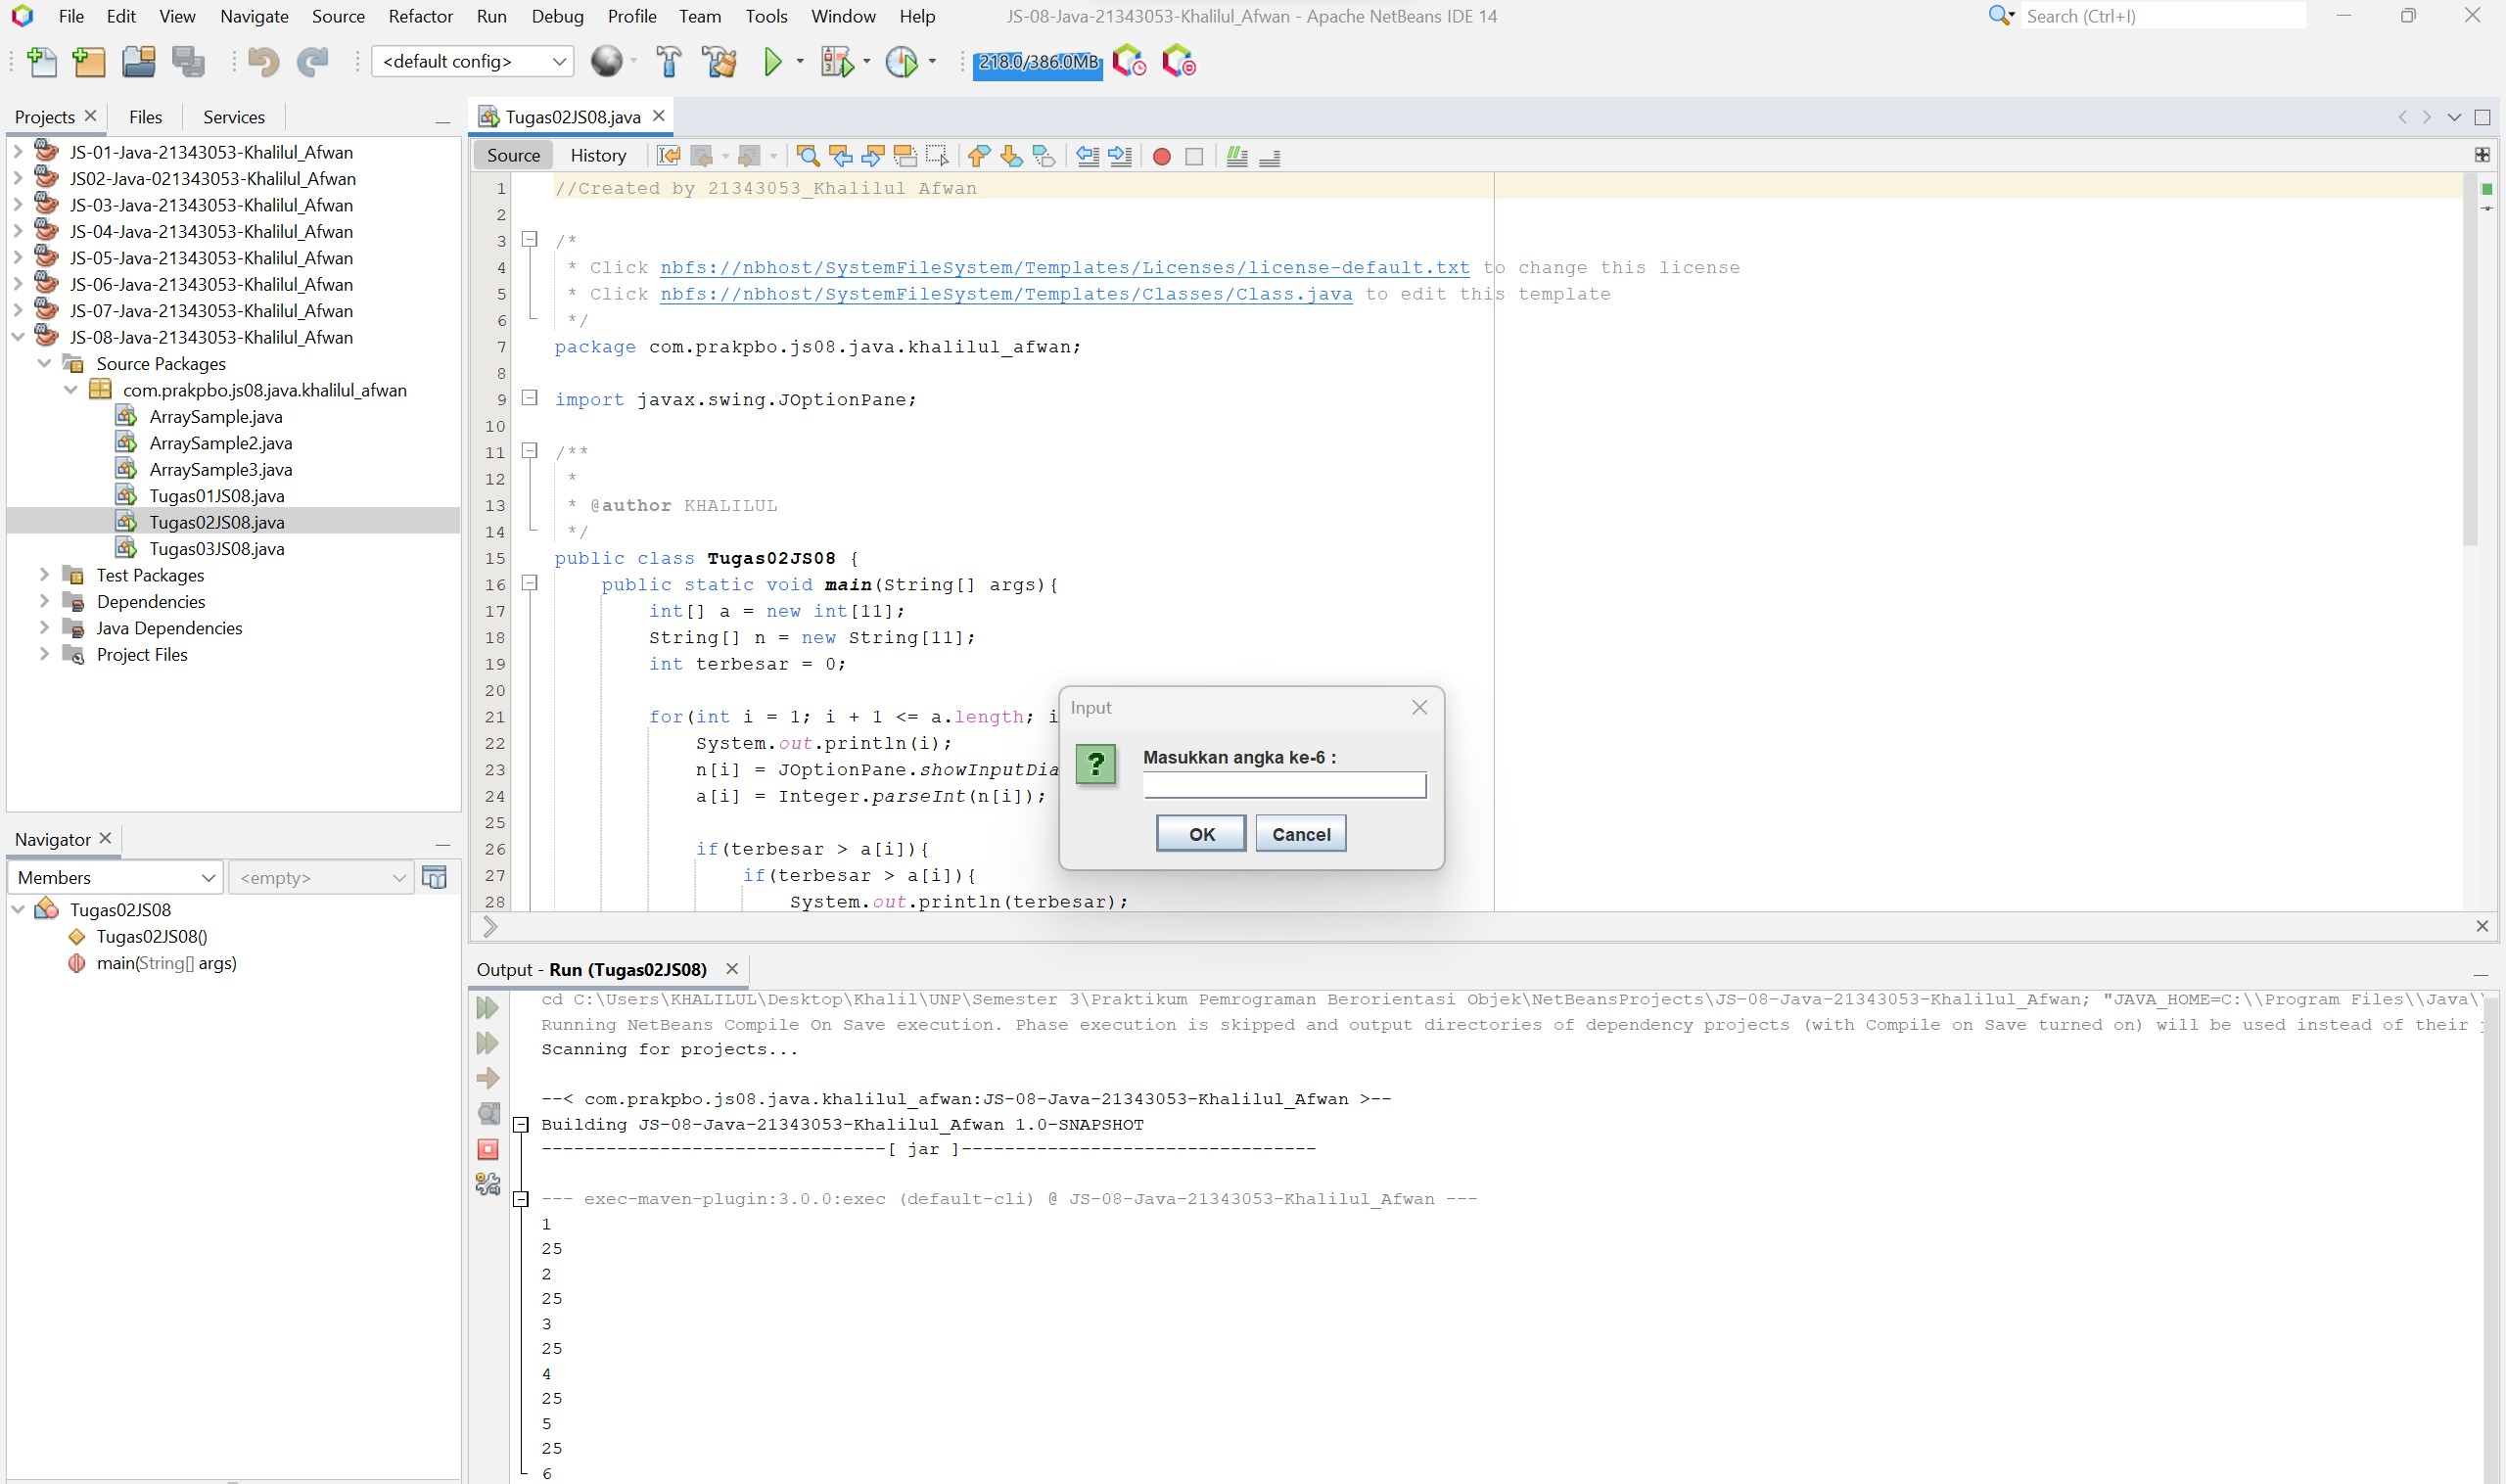 File Edit View Navigate Source Refactor Run Debug Profile Team Tools Window Help
JS-08-Java-21343053-Khalilul_Afwan - Apache NetBeans IDE 14
Search (Ctrl+I)
<default config>
218.0/386.0MB
Projects Files Services
JS-01-Java-21343053-Khalilul_Afwan
JS02-Java-021343053-Khalilul_Afwan
JS-03-Java-21343053-Khalilul_Afwan
JS-04-Java-21343053-Khalilul_Afwan
JS-05-Java-21343053-Khalilul_Afwan
JS-06-Java-21343053-Khalilul_Afwan
JS-07-Java-21343053-Khalilul_Afwan
JS-08-Java-21343053-Khalilul_Afwan
Source Packages
com.prakpbo.js08.java.khalilul_afwan
ArraySample.java
ArraySample2.java
ArraySample3.java
Tugas01JS08.java
Tugas02JS08.java
Tugas03JS08.java
Test Packages
Dependencies
Java Dependencies
Project Files
Navigator
Members
<empty>
Tugas02JS08
Tugas02JS08()
main(String[] args)
Tugas02JS08.java
Source History
1 //Created by 21343053_Khalilul Afwan
2
3 /*
4 * Click nbfs://nbhost/SystemFileSystem/Templates/Licenses/license-default.txt to change this license
5 * Click nbfs://nbhost/SystemFileSystem/Templates/Classes/Class.java to edit this template
6 */
7 package com.prakpbo.js08.java.khalilul_afwan;
8
9 import javax.swing.JOptionPane;
10
11 /**
12 *
13 * @author KHALILUL
14 */
15 public class Tugas02JS08 {
16 public static void main(String[] args){
17 int[] a = new int[11];
18 String[] n = new String[11];
19 int terbesar = 0;
20
21 for(int i = 1; i + 1 <= a.length; i
22 System.out.println(i);
23 n[i] = JOptionPane.showInputDia
24 a[i] = Integer.parseInt(n[i]);
25
26 if(terbesar > a[i]){
27 if(terbesar > a[i]){
28 System.out.println(terbesar);
Input
Masukkan angka ke-6 :
OK Cancel
Output - Run (Tugas02JS08)
cd C:\Users\KHALILUL\Desktop\Khalil\UNP\Semester 3\Praktikum Pemrograman Berorientasi Objek\NetBeansProjects\JS-08-Java-21343053-Khalilul_Afwan; "JAVA_HOME=C:\\Program Files\\Java\
Running NetBeans Compile On Save execution. Phase execution is skipped and output directories of dependency projects (with Compile on Save turned on) will be used instead of their
Scanning for projects...
--< com.prakpbo.js08.java.khalilul_afwan:JS-08-Java-21343053-Khalilul_Afwan >--
Building JS-08-Java-21343053-Khalilul_Afwan 1.0-SNAPSHOT
--------------------------------[ jar ]---------------------------------
--- exec-maven-plugin:3.0.0:exec (default-cli) @ JS-08-Java-21343053-Khalilul_Afwan ---
1
25
2
25
3
25
4
25
5
25
6